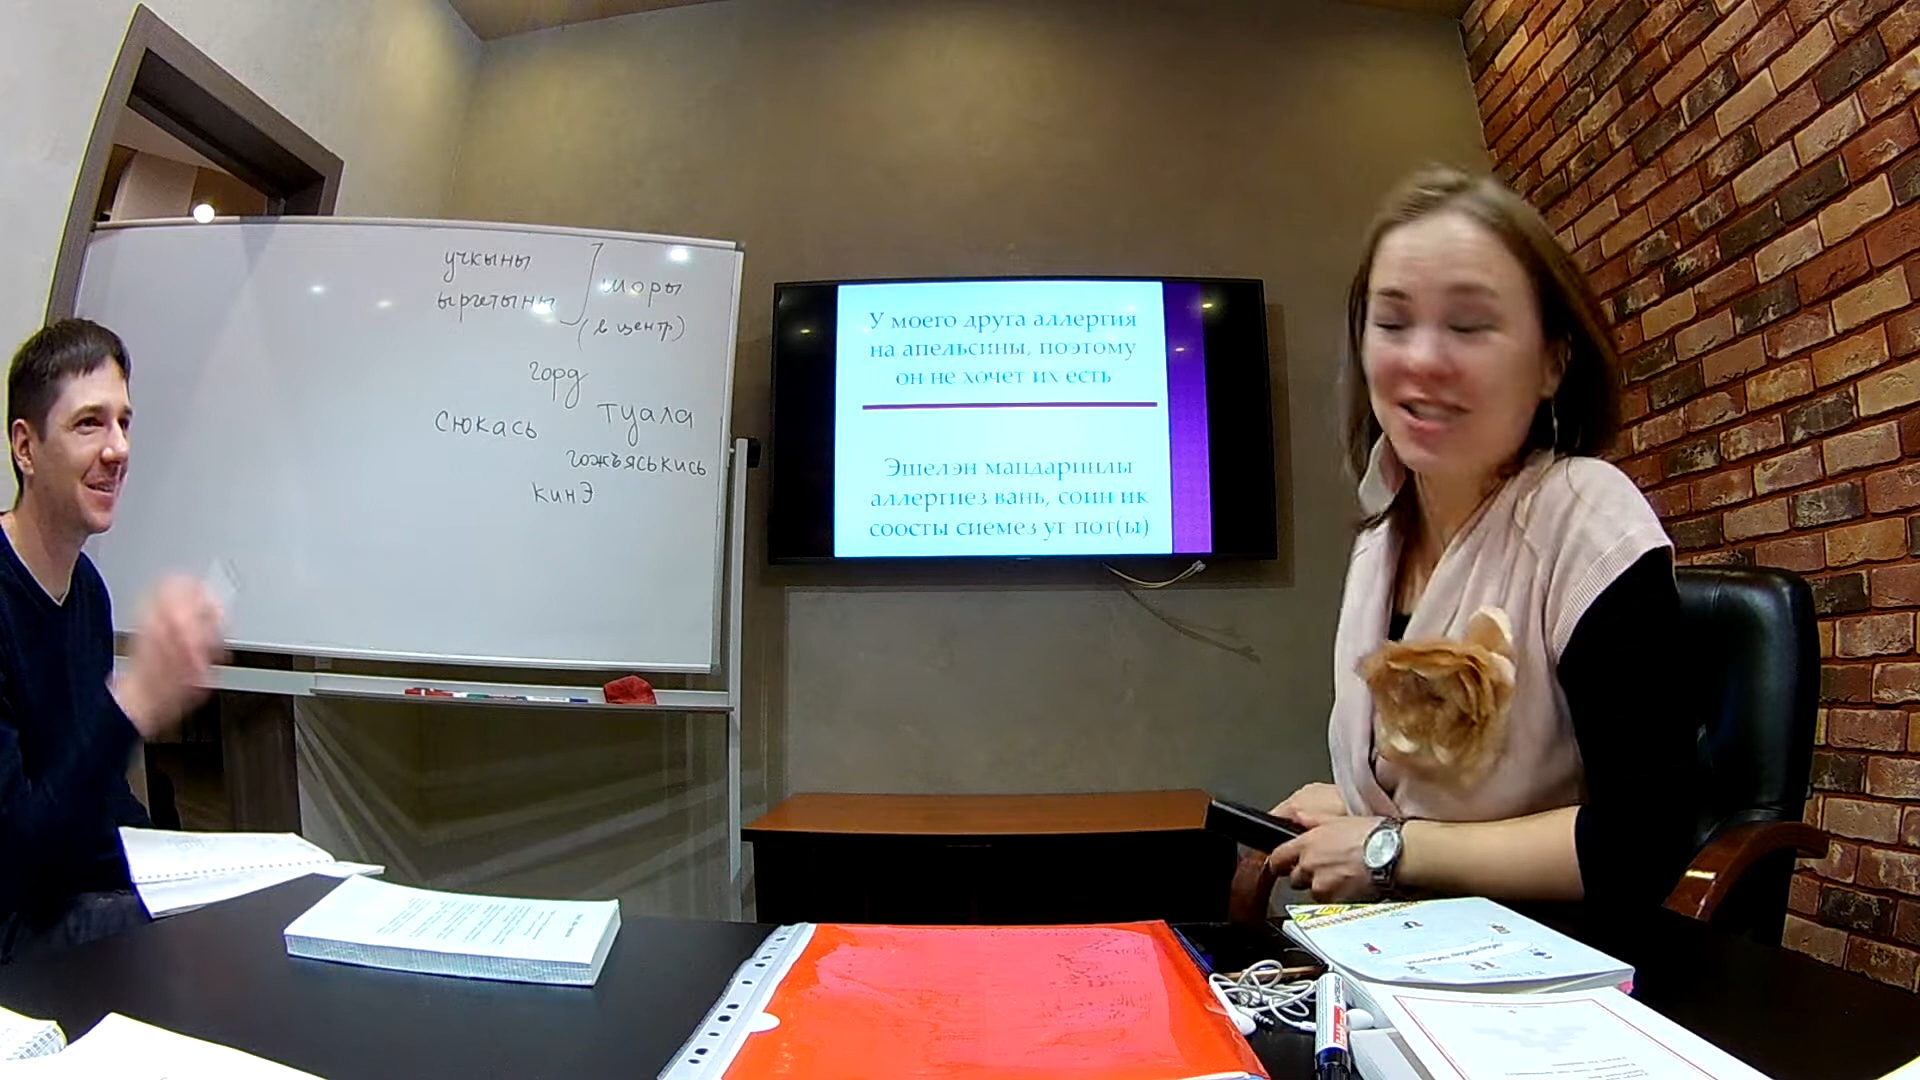 учкыны
ыргетыны
шоры
(в центр)
горд
сюкась
туала
гожъяськись
кинэ
У моего друга аллергия
на апельсины, поэтому
он не хочет их есть
Эшелэн мандаринлы
аллергиез вань, соин ик
соосты сиемез уг пот(ы)